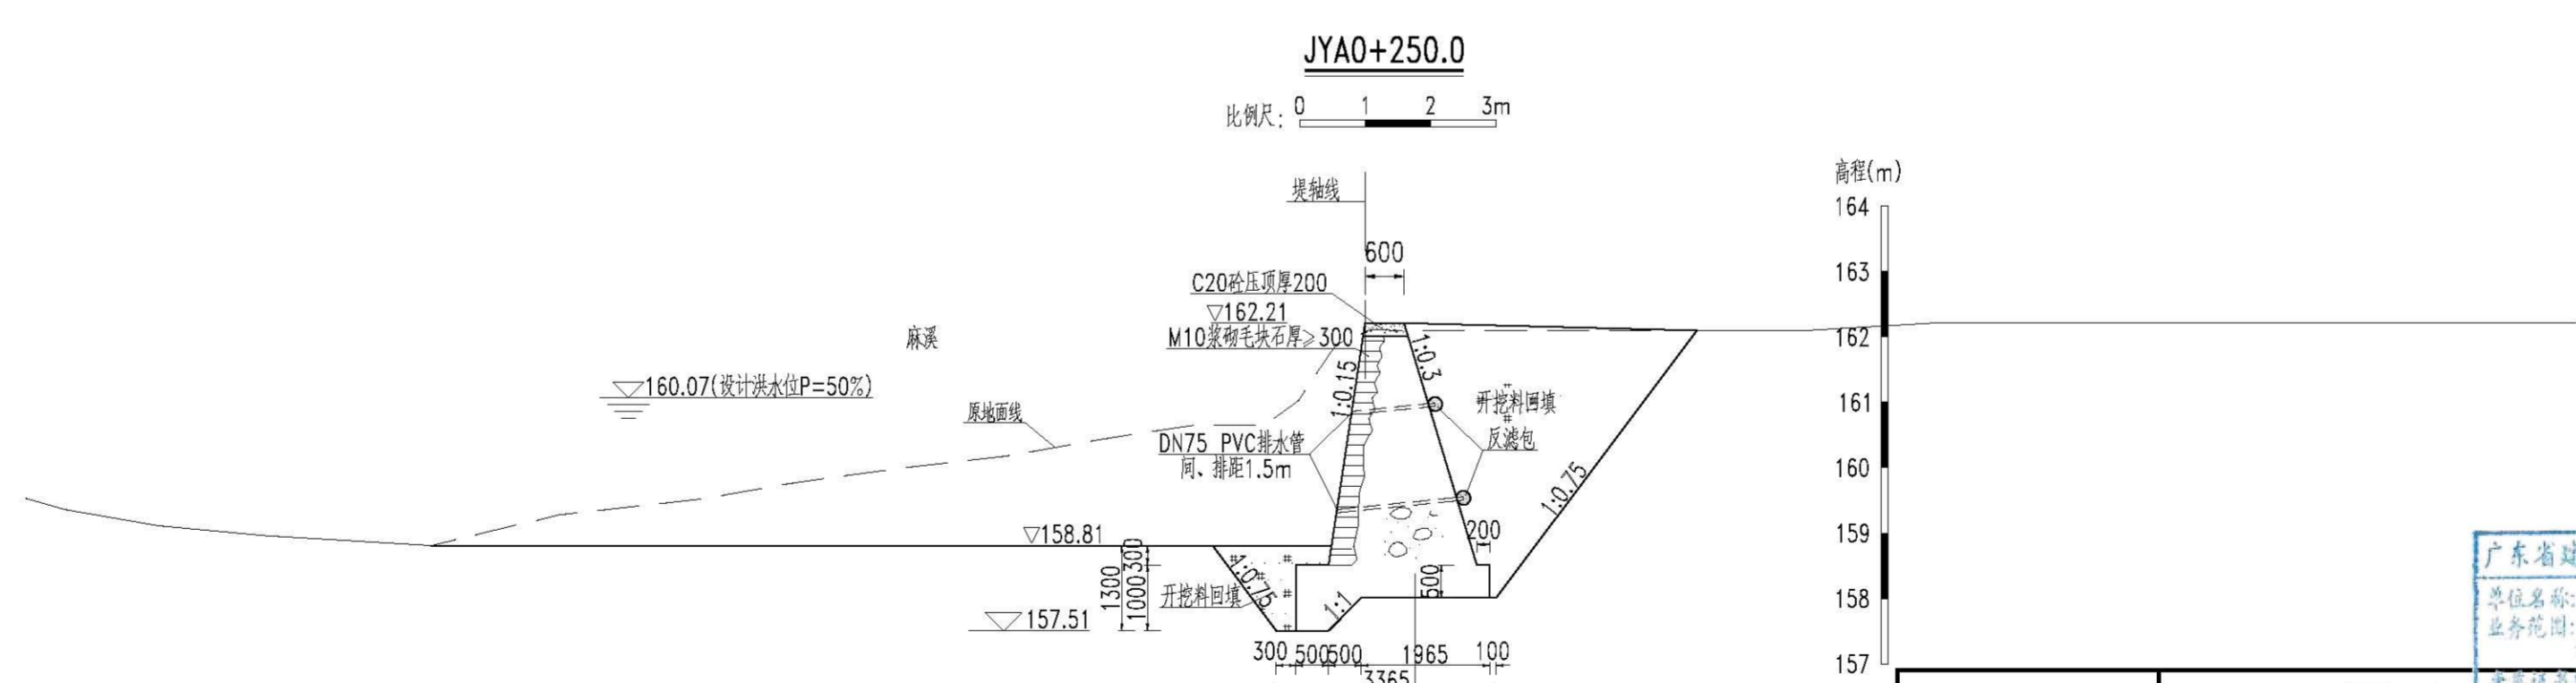 JYA0+250.0
比例尺: 0 1 2 3m
堤轴线
600
C20砼压顶厚200
▽162.21
M10浆砌毛块石厚≥300
麻溪
160.07(设计洪水位P=50%)
原地面线
1:0.15
1:0.3
开挖料回填
反滤包
DN75 PVC排水管
间、排距1.5m
1:0.75
▽158.81
200
300
1300
1000
1:0.75
开挖料回填
1:1
500
157.51
300 500 500 1965 100
3365
高程(m)
164
163
162
161
160
159
158
157
广东省建
单位名称:
业务范围: